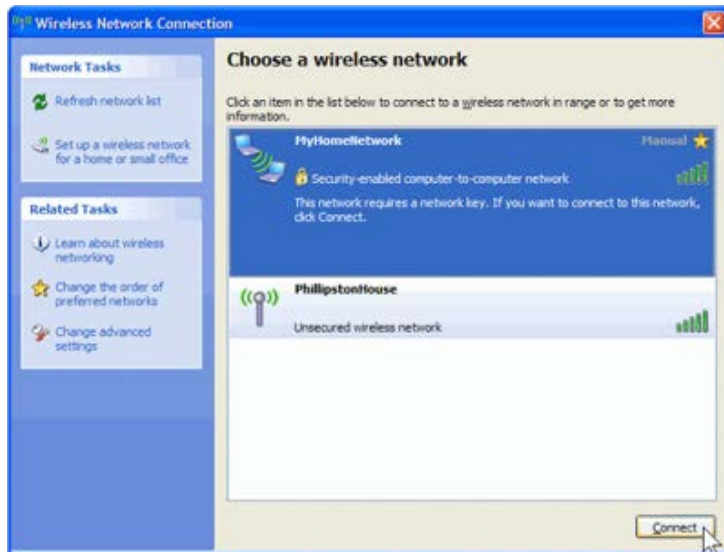 Wireless Network Connection
Network Tasks
Refresh network list
Set up a wireless network
for a home or small office
Related Tasks
Learn about wireless
networking
Change the order of
preferred networks
Change advanced
settings
Choose a wireless network
Click an item in the list below to connect to a wireless network in range or to get more
information.
MyHomeNetwork
Manual
Security-enabled computer-to-computer network
This network requires a network key. If you want to connect to this network,
click Connect.
PhillipstonHouse
Unsecured wireless network
Connect